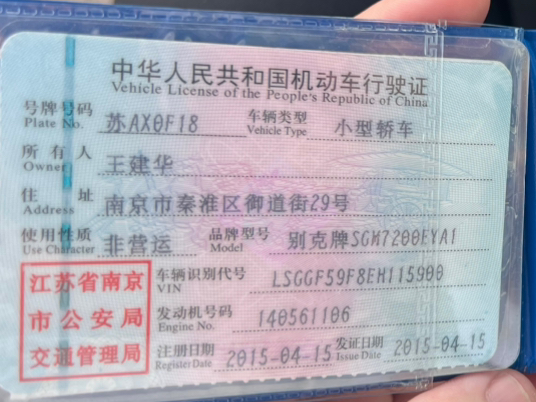 中华人民共和国机动车行驶证
Vehicle License of the People's Republic of China
号牌号码 Plate No. 苏AX0F18 车辆类型 Vehicle Type 小型轿车
所有人 Owner 王建华
住址 Address 南京市秦淮区御道街29号
使用性质 Use Character 非营运 品牌型号 Model 别克牌SGM7200EYA1
江苏省南京市公安局交通管理局
车辆识别代号 VIN LSGGF59F8EH115900
发动机号码 Engine No. 140561106
注册日期 Register Date 2015-04-15 发证日期 Issue Date 2015-04-15